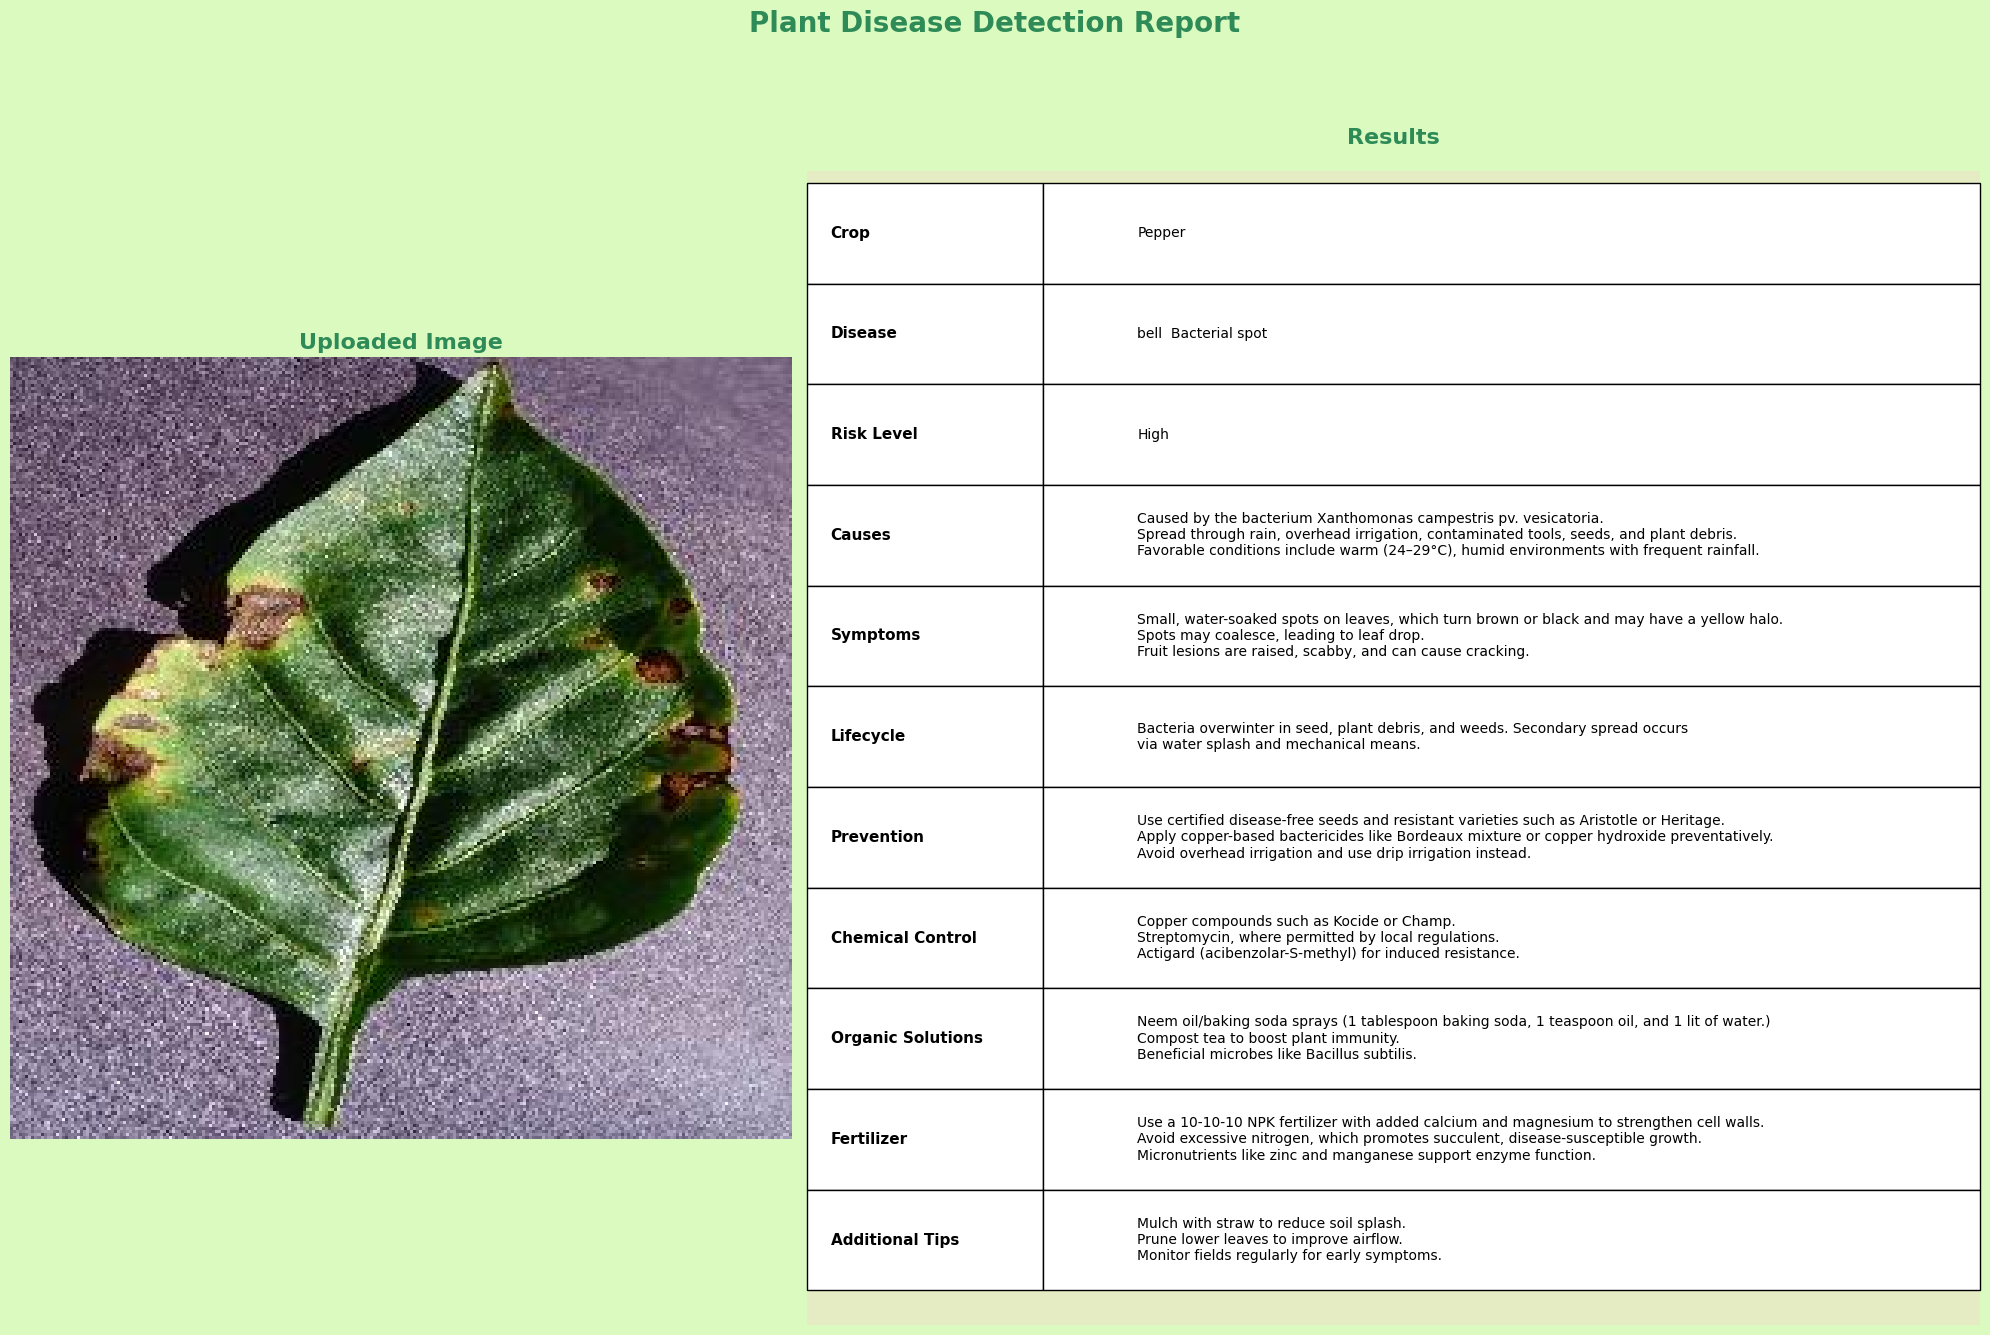 Plant Disease Detection Report
Uploaded Image
Results
Crop
Pepper
Disease
bell  Bacterial spot
Risk Level
High
Causes
Caused by the bacterium Xanthomonas campestris pv. vesicatoria.
Spread through rain, overhead irrigation, contaminated tools, seeds, and plant debris.
Favorable conditions include warm (24–29°C), humid environments with frequent rainfall.
Symptoms
Small, water-soaked spots on leaves, which turn brown or black and may have a yellow halo.
Spots may coalesce, leading to leaf drop.
Fruit lesions are raised, scabby, and can cause cracking.
Lifecycle
Bacteria overwinter in seed, plant debris, and weeds. Secondary spread occurs
via water splash and mechanical means.
Prevention
Use certified disease-free seeds and resistant varieties such as Aristotle or Heritage.
Apply copper-based bactericides like Bordeaux mixture or copper hydroxide preventatively.
Avoid overhead irrigation and use drip irrigation instead.
Chemical Control
Copper compounds such as Kocide or Champ.
Streptomycin, where permitted by local regulations.
Actigard (acibenzolar-S-methyl) for induced resistance.
Organic Solutions
Neem oil/baking soda sprays (1 tablespoon baking soda, 1 teaspoon oil, and 1 lit of water.)
Compost tea to boost plant immunity.
Beneficial microbes like Bacillus subtilis.
Fertilizer
Use a 10-10-10 NPK fertilizer with added calcium and magnesium to strengthen cell walls.
Avoid excessive nitrogen, which promotes succulent, disease-susceptible growth.
Micronutrients like zinc and manganese support enzyme function.
Additional Tips
Mulch with straw to reduce soil splash.
Prune lower leaves to improve airflow.
Monitor fields regularly for early symptoms.